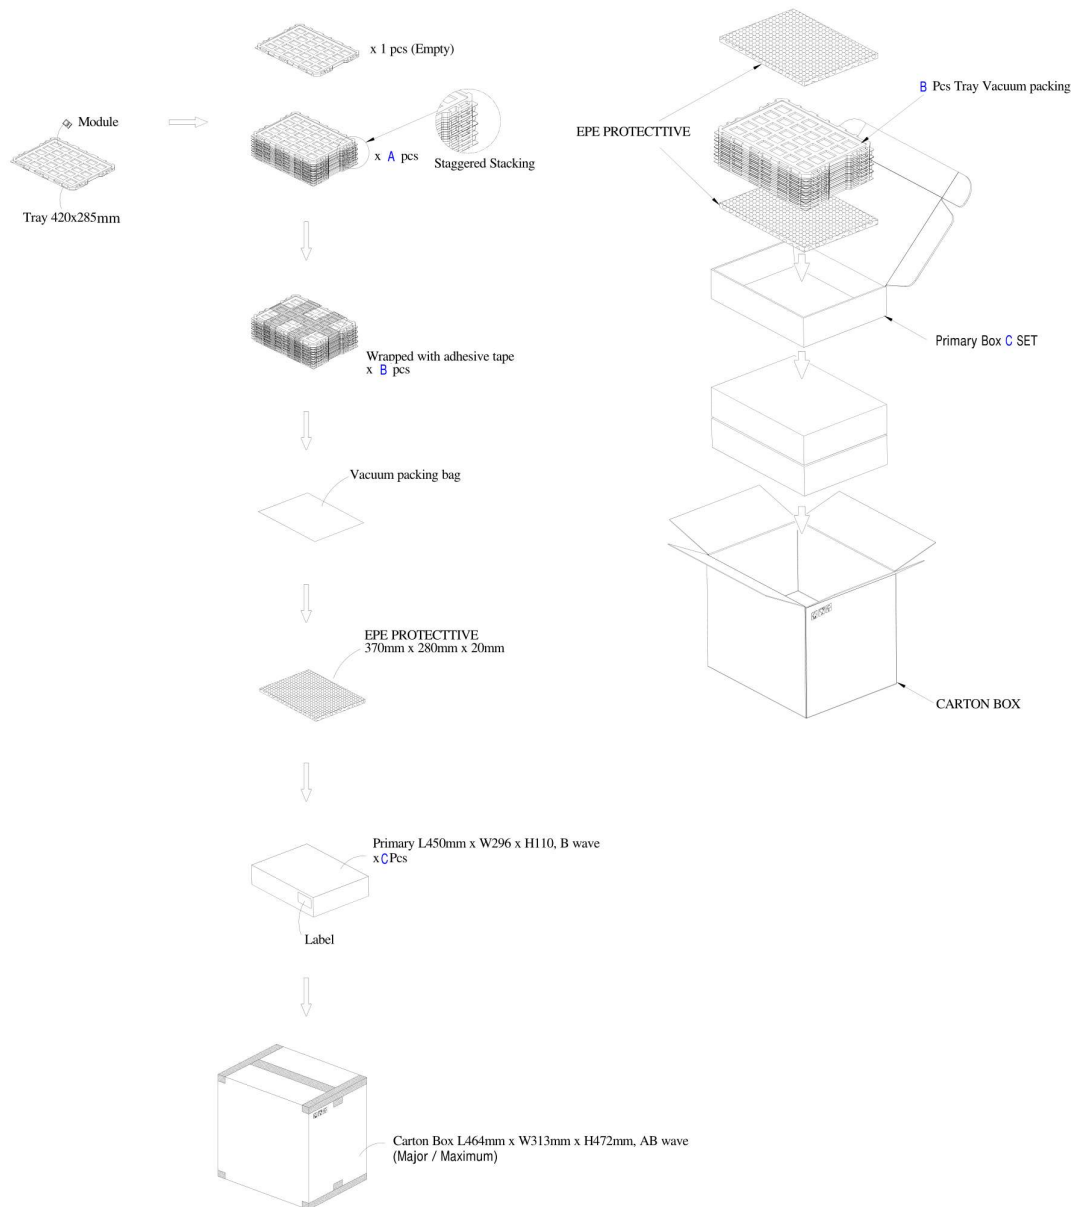 x 1 pcs (Empty)
Module
x A pcs
Staggered Stacking
Tray 420x285mm
Wrapped with adhesive tape
x B pcs
Vacuum packing bag
EPE PROTECTTIVE
370mm x 280mm x 20mm
Primary L450mm x W296 x H110, B wave
x C Pcs
Label
Carton Box L464mm x W313mm x H472mm, AB wave
(Major / Maximum)
B Pcs Tray Vacuum packing
EPE PROTECTTIVE
Primary Box C SET
CARTON BOX